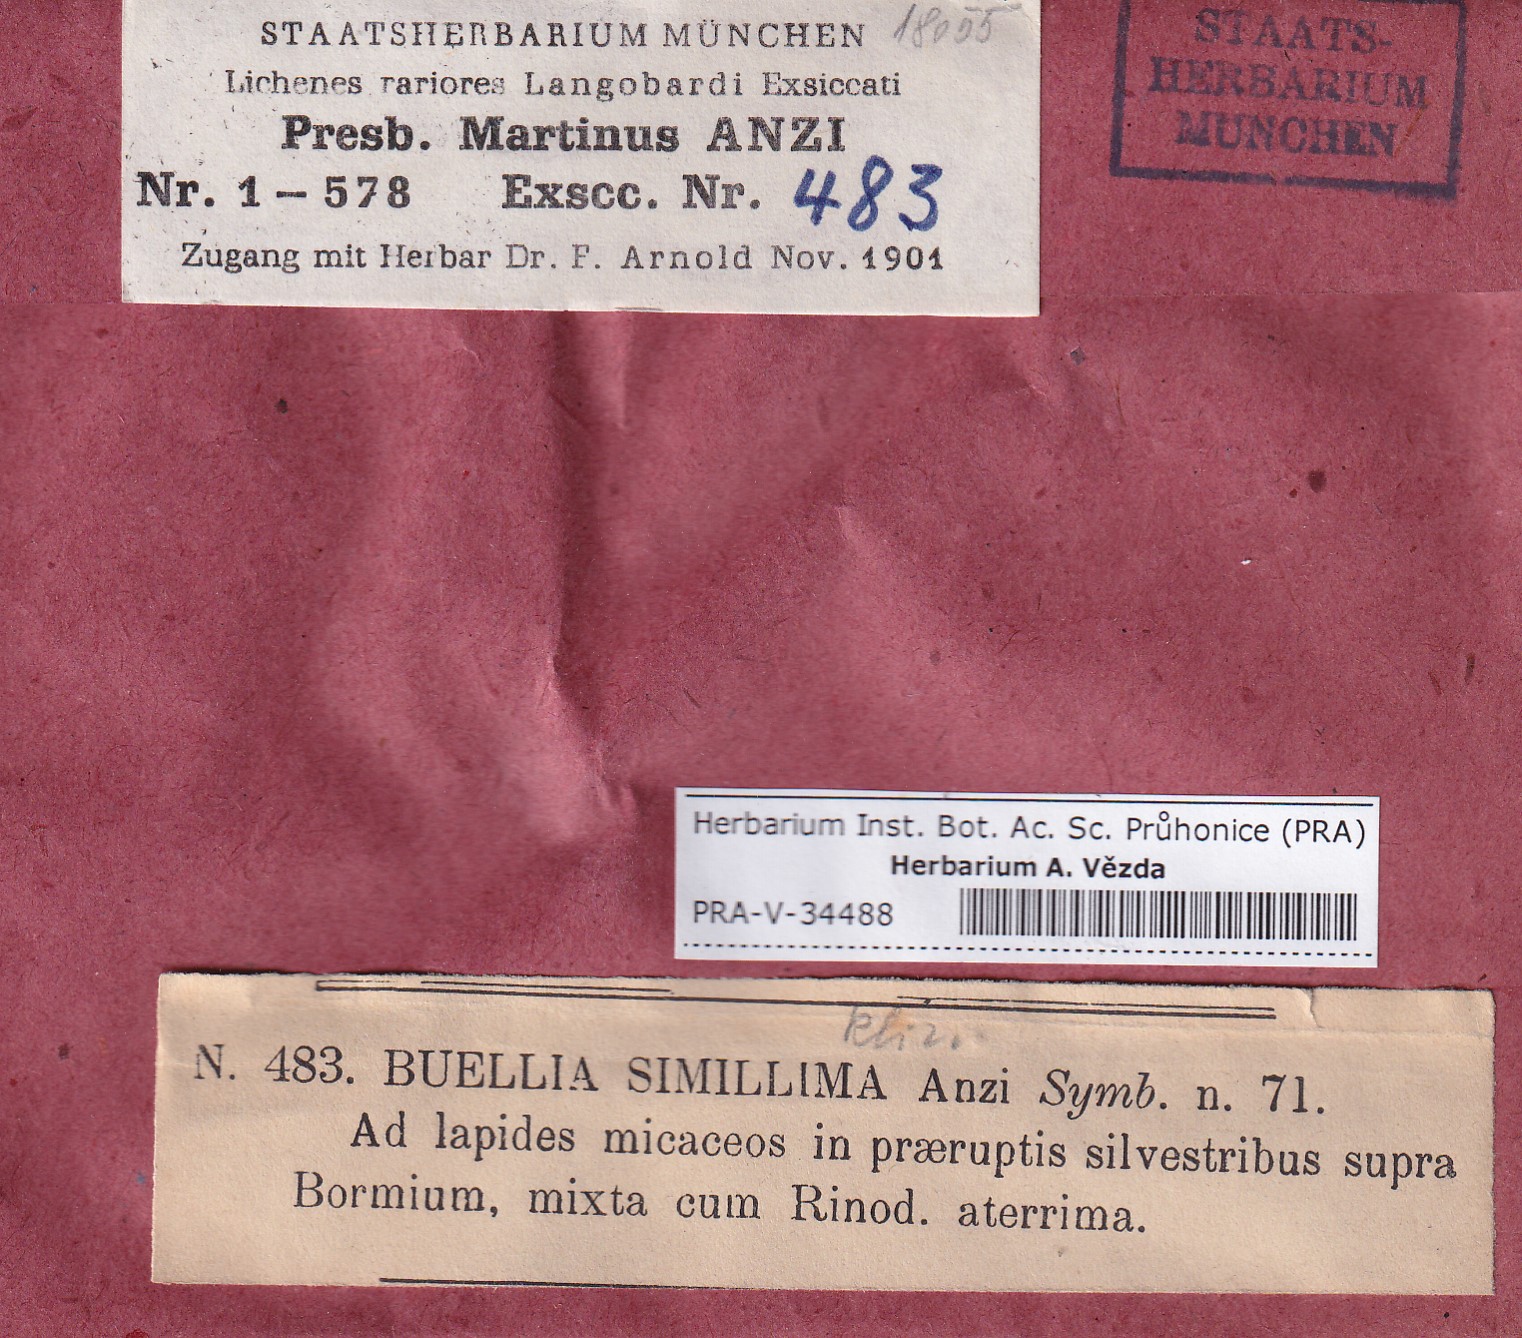 STAATSHERBARIUM MÜNCHEN 18055
Lichenes rariores Langobardi Exsiccati
Presb. Martinus ANZI
Nr. 1 – 578 Exscc. Nr. 483
Zugang mit Herbar Dr. F. Arnold Nov. 1901
STAATS-
HERBARIUM
MÜNCHEN
Herbarium Inst. Bot. Ac. Sc. Průhonice (PRA)
Herbarium A. Vězda
PRA-V-34488
N. 483. BUELLIA SIMILLIMA Anzi Symb. n. 71.
Ad lapides micaceos in præruptis silvestribus supra
Bormium, mixta cum Rinod. aterrima.